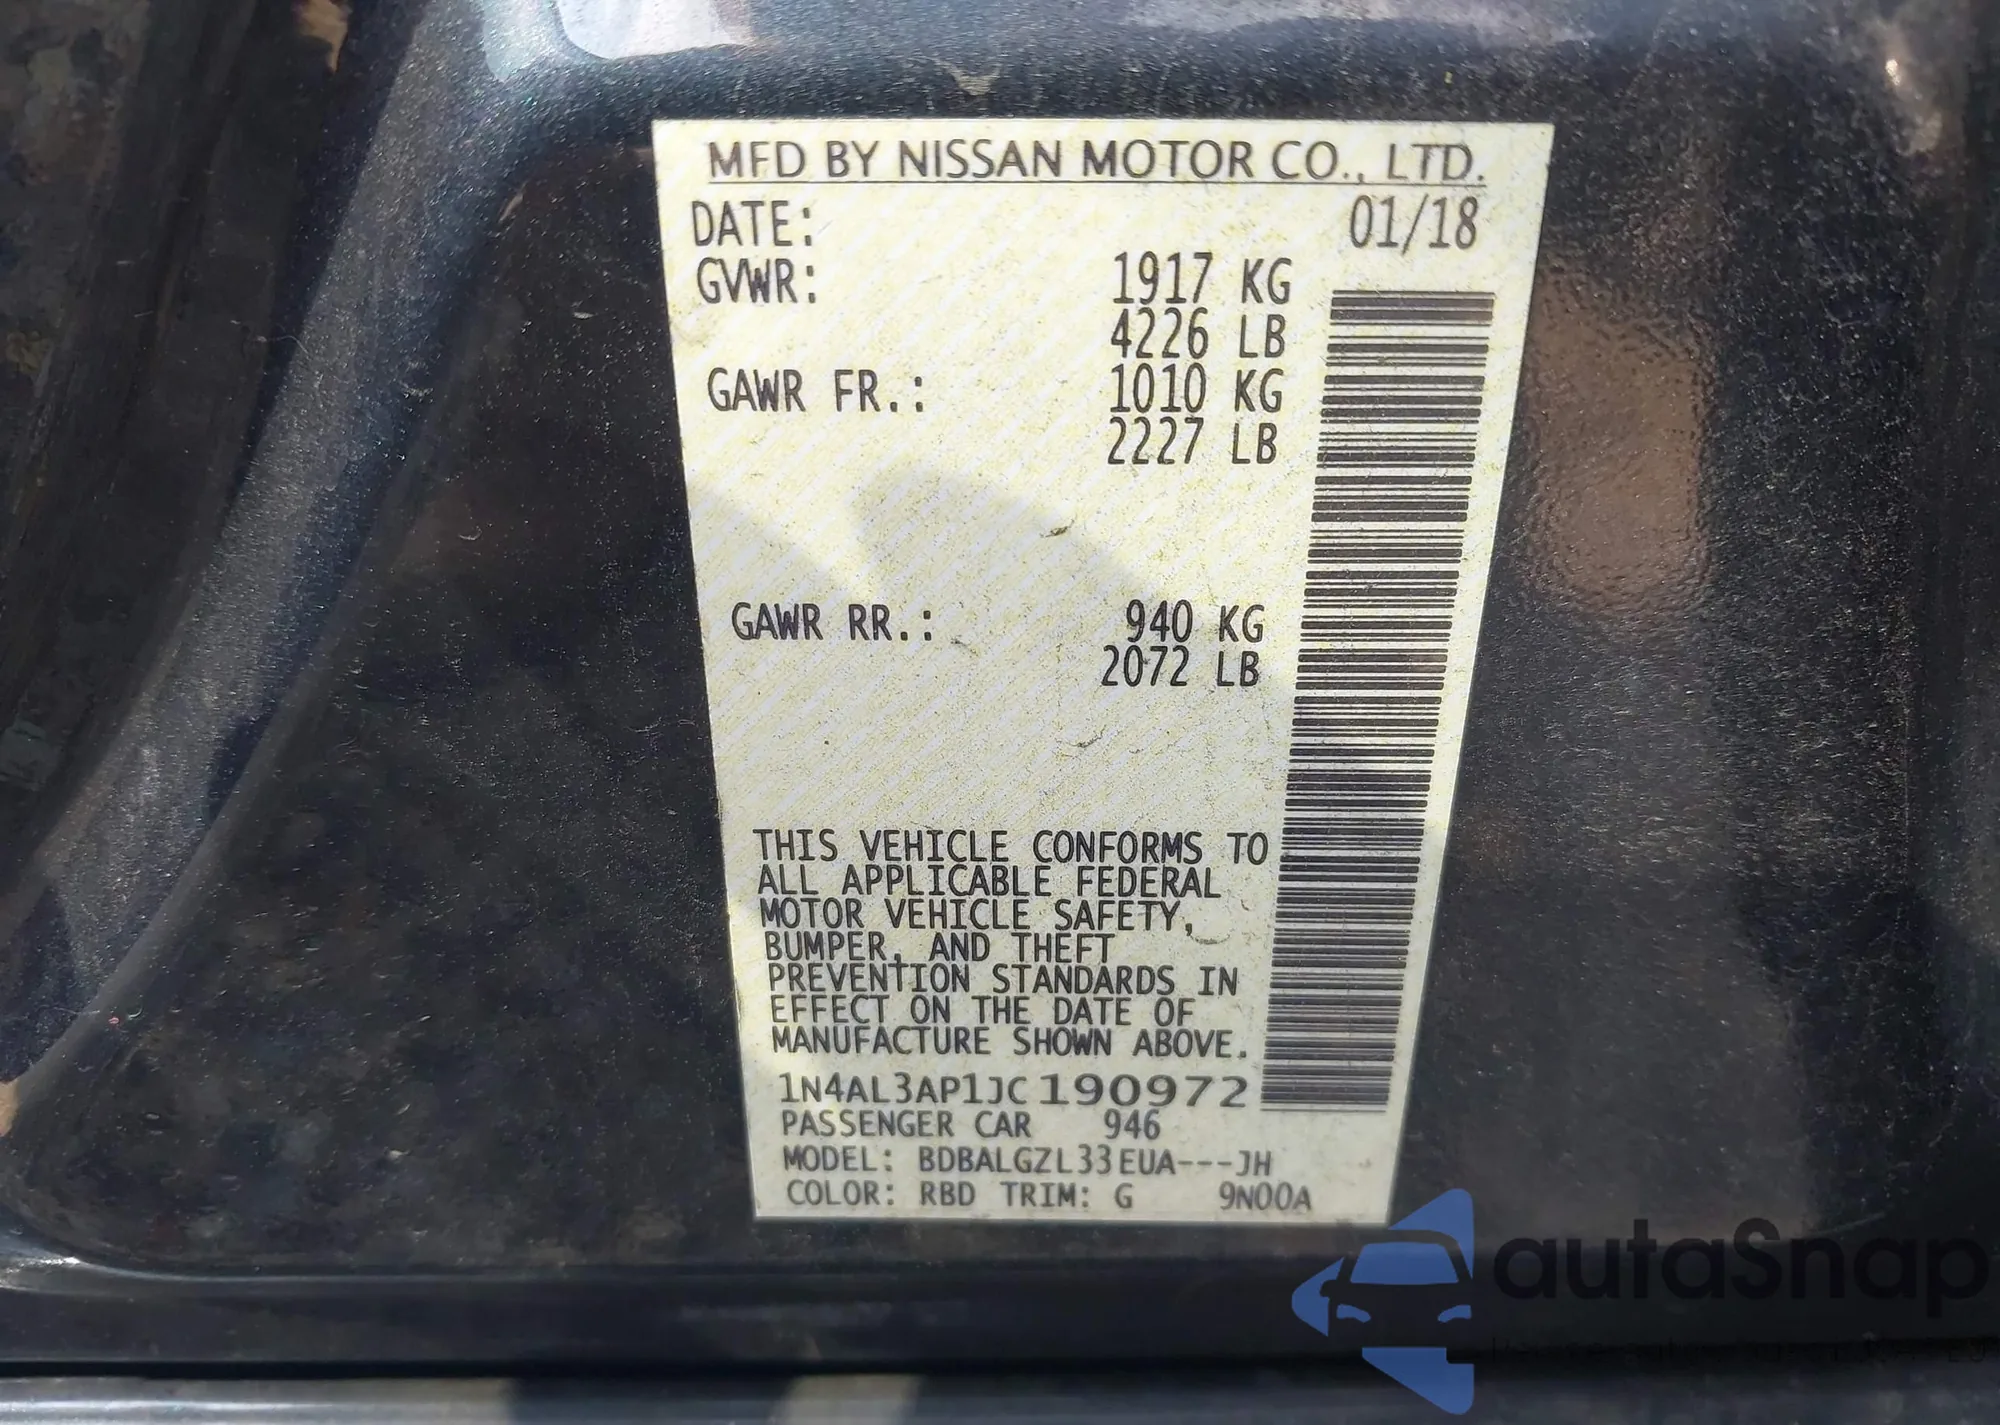 MFD BY NISSAN MOTOR CO., LTD.
DATE: 01/18
GVWR: 1917 KG
4226 LB
GAWR FR.: 1010 KG
2227 LB
GAWR RR.: 940 KG
2072 LB
THIS VEHICLE CONFORMS TO
ALL APPLICABLE FEDERAL
MOTOR VEHICLE SAFETY,
BUMPER, AND THEFT
PREVENTION STANDARDS IN
EFFECT ON THE DATE OF
MANUFACTURE SHOWN ABOVE.
1N4AL3AP1JC190972
PASSENGER CAR 946
MODEL: BDBALGZL33EUA---JH
COLOR: RBD TRIM: G 9N00A
autaSnap